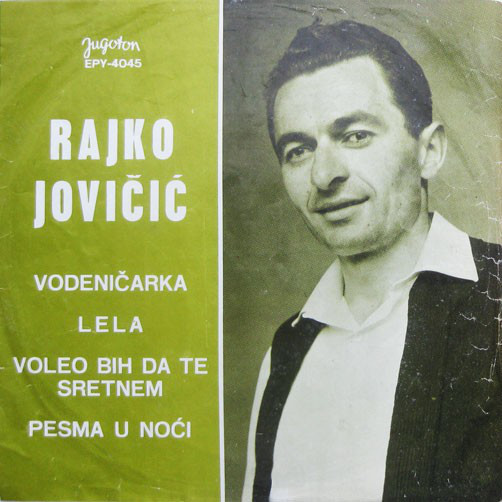 Jugoton
EPY-4045
RAJKO
JOVIČIĆ
VODENIČARKA
LELA
VOLEO BIH DA TE
SRETNEM
PESMA U NOĆI